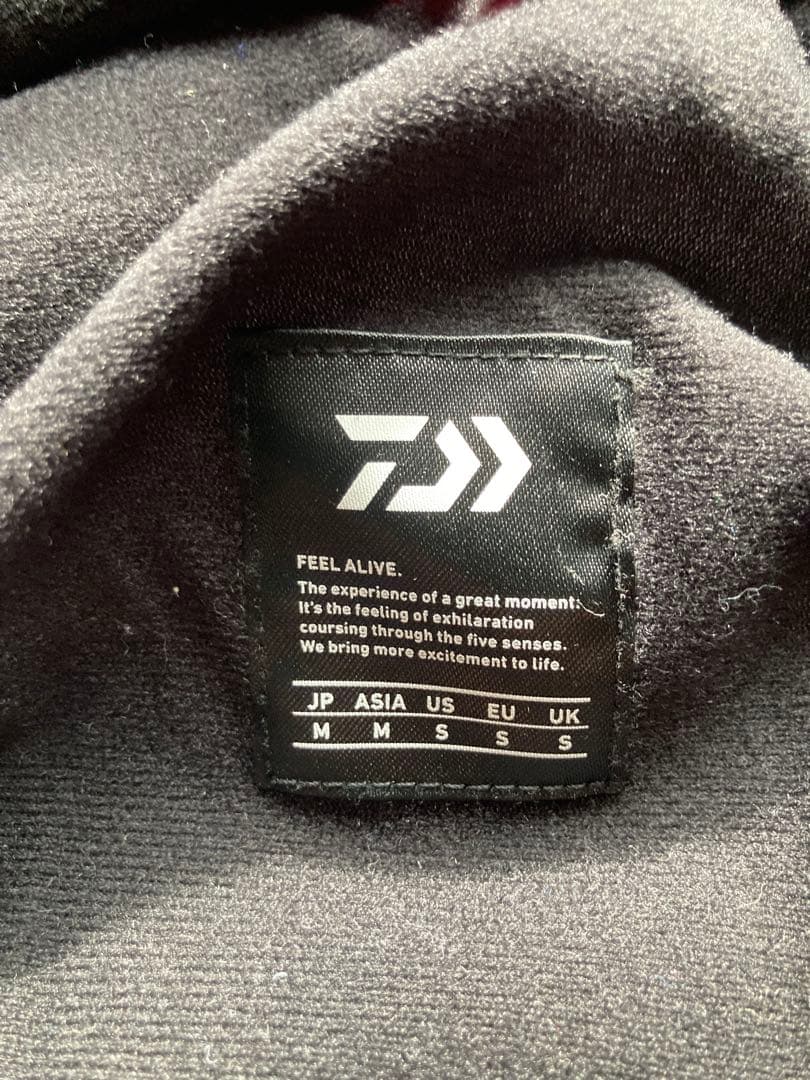 FEEL ALIVE.
The experience of a great moment:
It's the feeling of exhilaration
coursing through the five senses.
We bring more excitement to life.
JP ASIA US EU UK
M M S S S